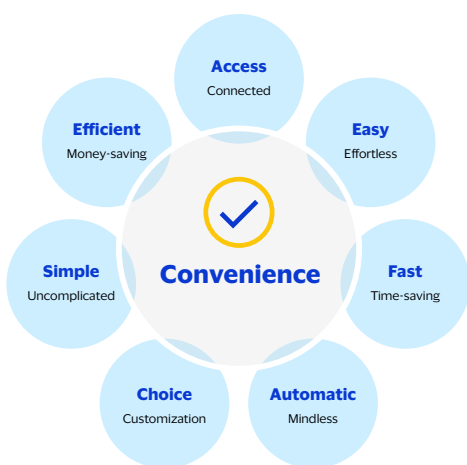 Access
Connected
Efficient
Money-saving
Easy
Effortless
Convenience
Simple
Uncomplicated
Fast
Time-saving
Choice
Customization
Automatic
Mindless